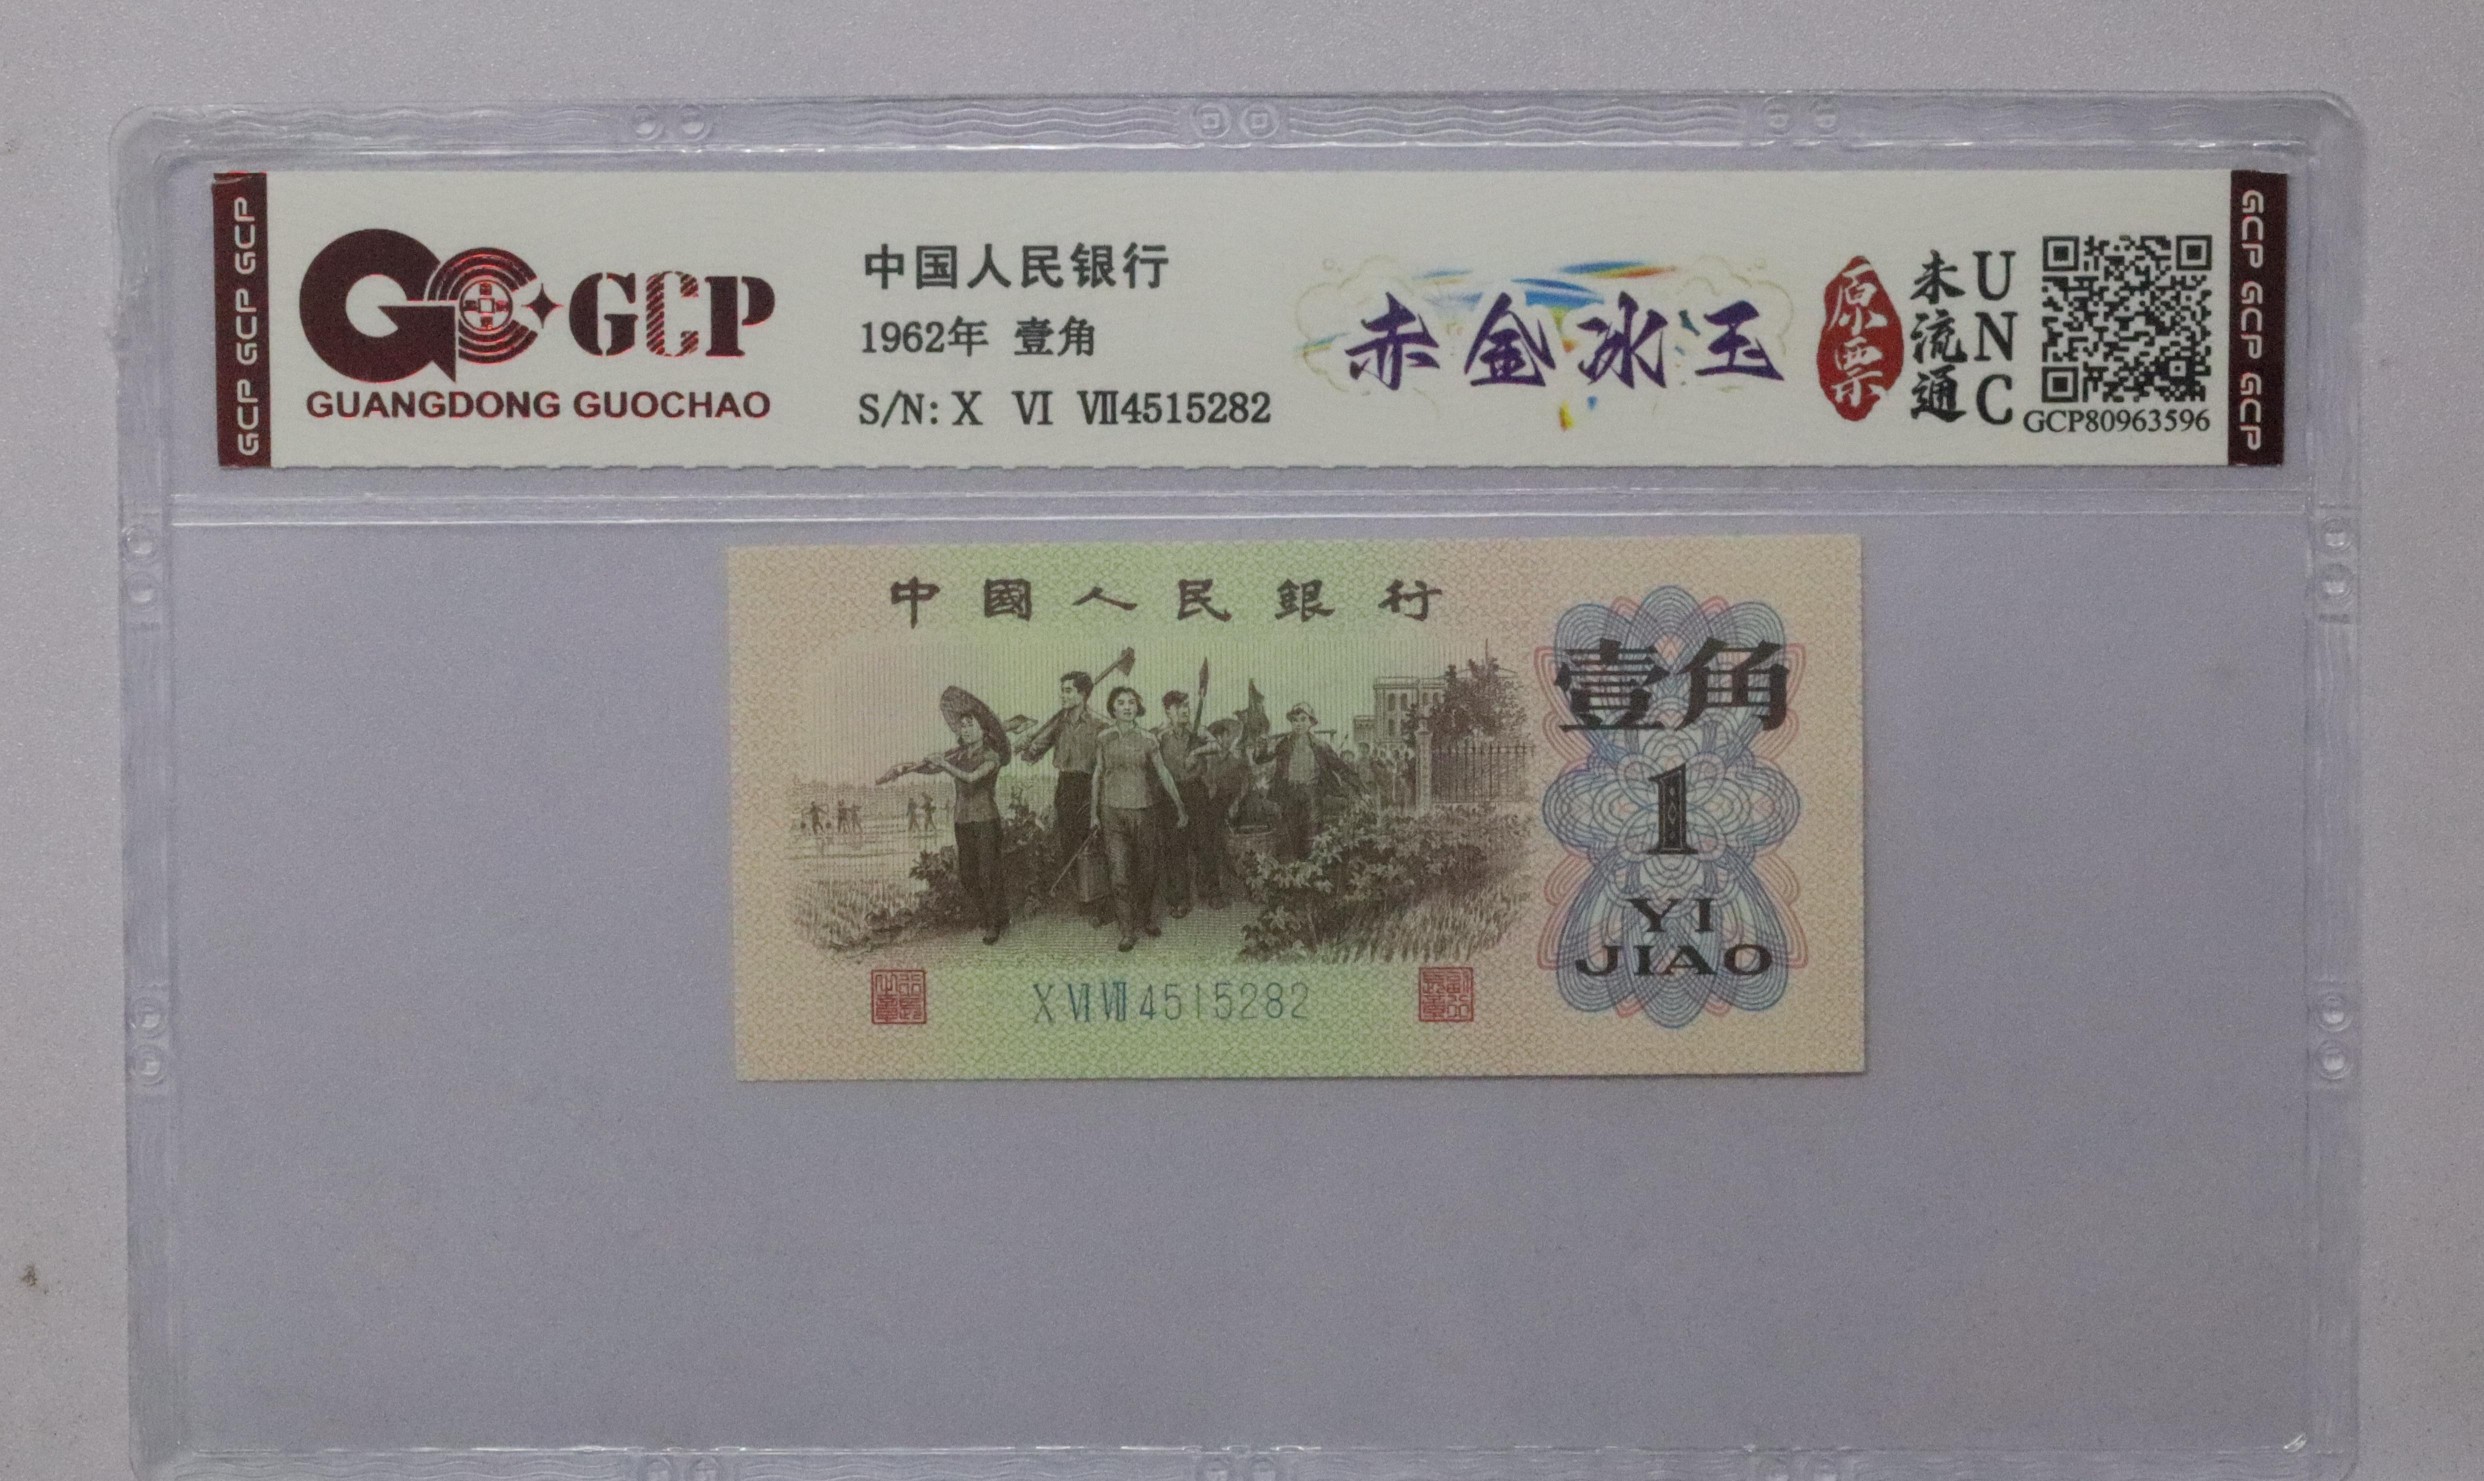 GCP GCP GCP
GCP
GUANGDONG GUOCHAO
中国人民银行
1962年 壹角
S/N: X VI VII4515282
赤金冰玉
原票
未流通
UNC
GCP80963596
GCP GCP GCP
中國人民銀行
壹角
1
YI
JIAO
X VI VII 4515282